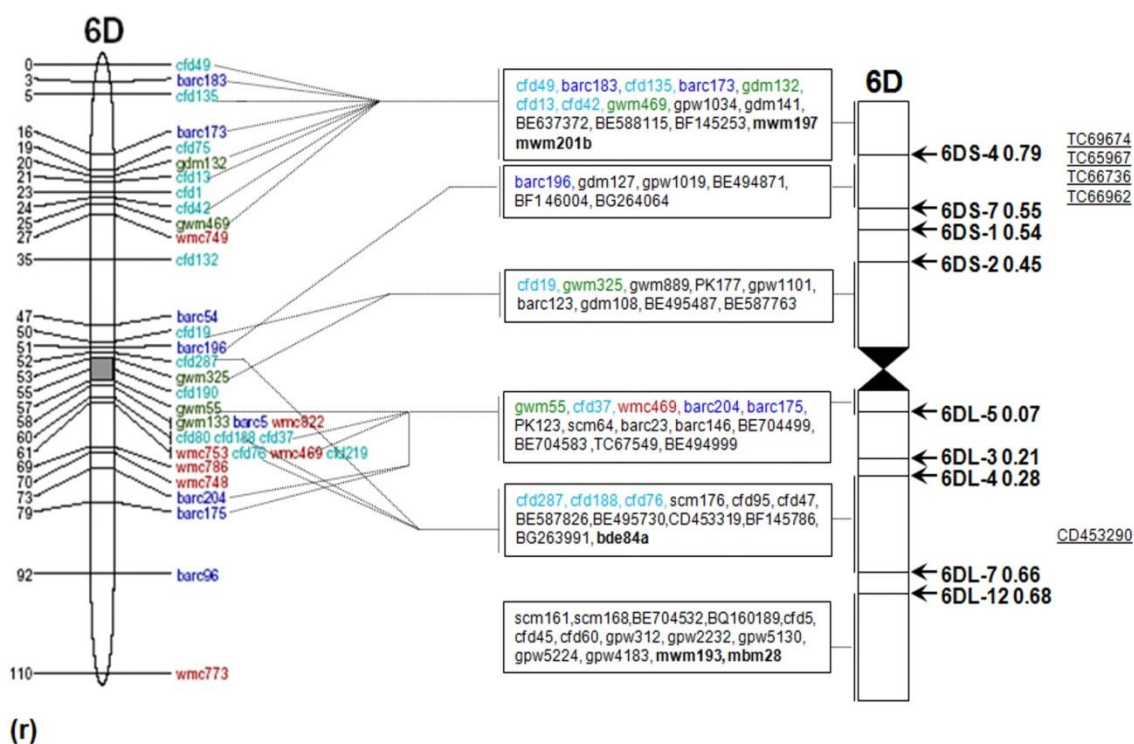 6D
0 cfd49
3 barc183
5 cfd135
16 barc173
19 cfd75
20 gdm132
21 cfd13
23 cfd1
24 cfd42
25 gwm469
27 wmc749
35 cfd132
47 barc54
50 cfd19
51 barc196
52 cfd287
53 gwm325
55 cfd190
57 gwm55
58 gwm133 barc5 wmc822
60 cfd80 cfd188 cfd37
61 wmc753 cfd76 wmc469 cfd219
69 wmc786
70 wmc748
73 barc204
79 barc175
92 barc96
110 wmc773
cfd49, barc183, cfd135, barc173, gdm132,
cfd13, cfd42, gwm469, gpw1034, gdm141,
BE637372, BE588115, BF145253, mwm197
mwm201b
barc196, gdm127, gpw1019, BE494871,
BF146004, BG264064
cfd19, gwm325, gwm889, PK177, gpw1101,
barc123, gdm108, BE495487, BE587763
gwm55, cfd37, wmc469, barc204, barc175,
PK123, scm64, barc23, barc146, BE704499,
BE704583, TC67549, BE494999
cfd287, cfd188, cfd76, scm176, cfd95, cfd47,
BE587826,BE495730,CD453319,BF145786,
BG263991, bde84a
scm161,scm168,BE704532,BQ160189,cfd5,
cfd45, cfd60, gpw312, gpw2232, gpw5130,
gpw5224, gpw4183, mwm193, mbm28
6D
6DS-4 0.79
6DS-7 0.55
6DS-1 0.54
6DS-2 0.45
6DL-5 0.07
6DL-3 0.21
6DL-4 0.28
6DL-7 0.66
6DL-12 0.68
TC69674
TC65967
TC66736
TC66962
CD453290
(r)